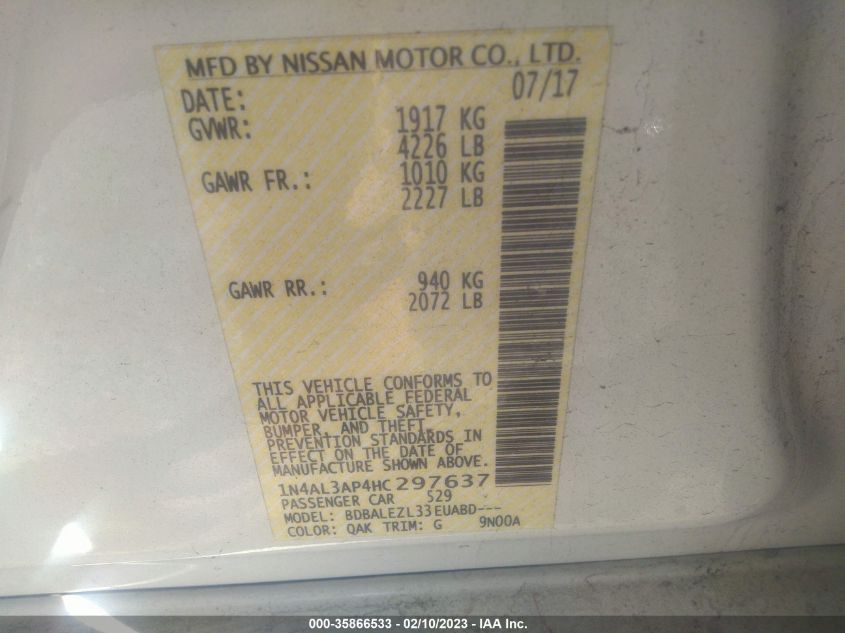 MFD BY NISSAN MOTOR CO., LTD.
DATE: 07/17
GVWR: 1917 KG
4226 LB
GAWR FR.: 1010 KG
2227 LB
GAWR RR.: 940 KG
2072 LB
THIS VEHICLE CONFORMS TO
ALL APPLICABLE FEDERAL
MOTOR VEHICLE SAFETY,
BUMPER, AND THEFT
PREVENTION STANDARDS IN
EFFECT ON THE DATE OF
MANUFACTURE SHOWN ABOVE.
1N4AL3AP4HC297637
PASSENGER CAR 529
MODEL: BDBALEZL33EUABD---
COLOR: QAK TRIM: G 9N00A
000-35866533 - 02/10/2023 - IAA Inc.